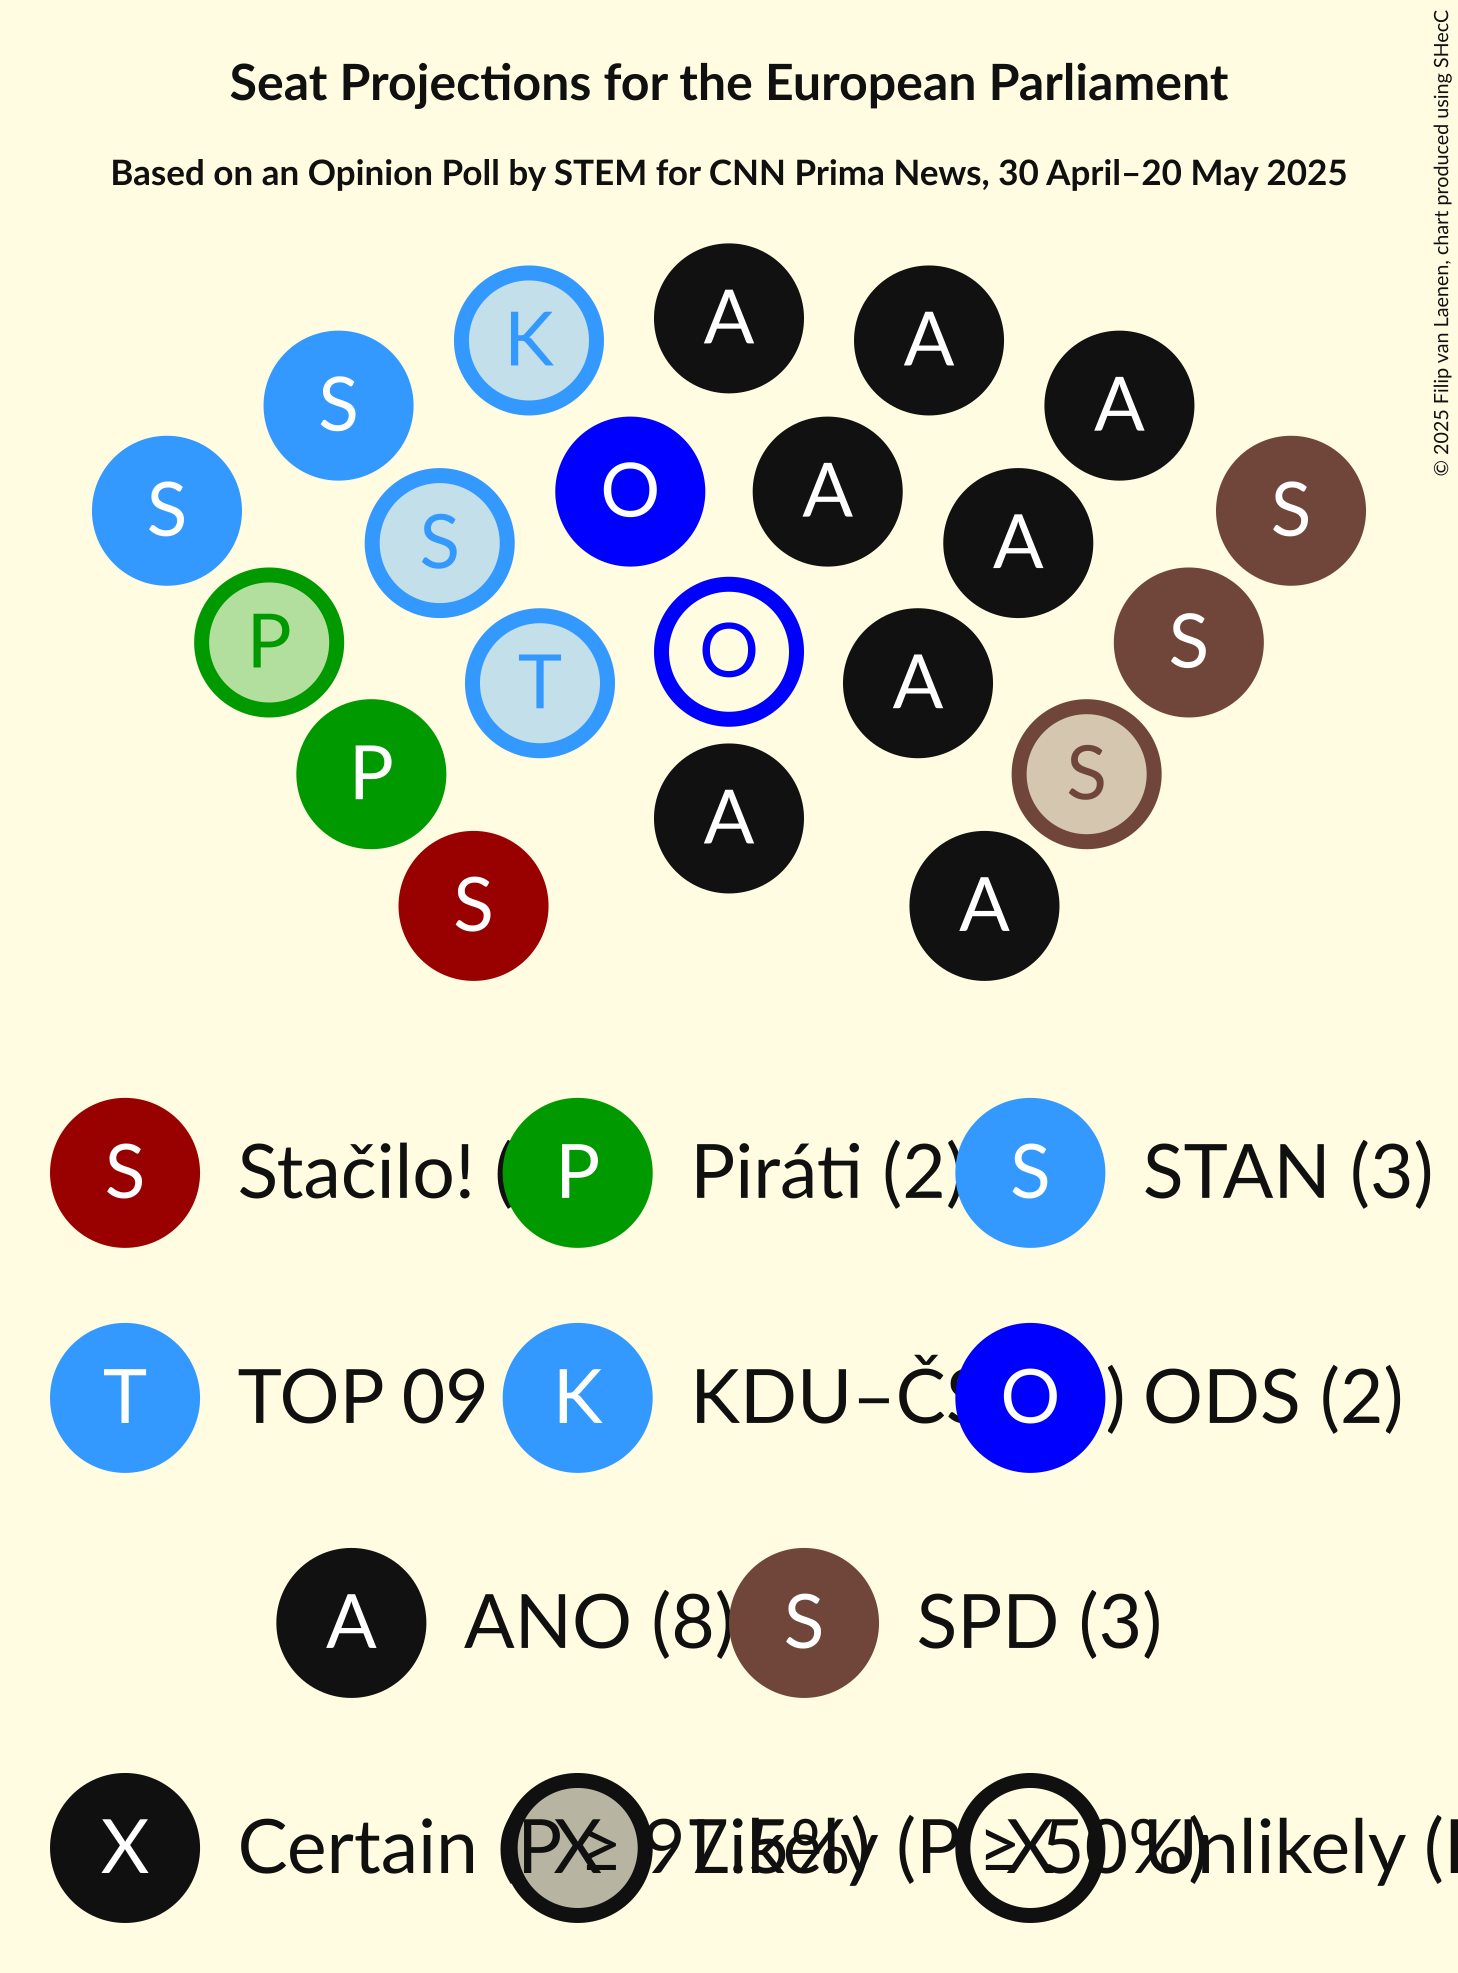 Seat Projections for the European Parliament
Based on an Opinion Poll by STEM for CNN Prima News, 30 April–20 May 2025
© 2025 Filip van Laenen, chart produced using SHecC
K A A
S A
S O A S
S A
P T O A S
P A S
S A
S Stačilo! ( P Piráti (2) S STAN (3)
T TOP 09 K KDU–Č ) O ODS (2)
A ANO (8) S SPD (3)
X Certain (P ≥ 97.5%) X Likely (P ≥ 50%) X Unlikely (